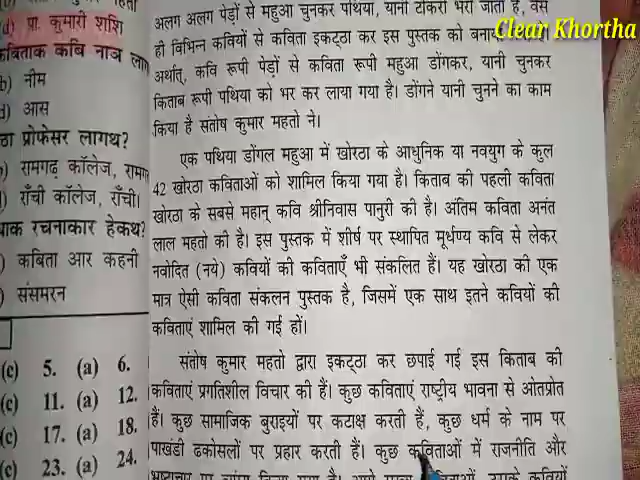 Clear Khortha
d) प्रा. कुमारी शशि
कबिताक कबि नाञ लाग
b) नीम
d) आस
ठा प्रोफेसर लागथ?
रामगढ़ कॉलेज, रामग
राँची कॉलेज, राँची।
याक रचनाकार हेकथ?
) कबिता आर कहनी
) संसमरन
(c) 5. (a) 6.
(c) 11. (a) 12.
(c) 17. (a) 18.
(c) 23. (a) 24.
अलग अलग पेड़ों से महुआ चुनकर पथिया, यानी टोकरी भरी जाती है, वैसे
ही विभिन्न कवियों से कविता इकट्ठा कर इस पुस्तक को
अर्थात्, कवि रूपी पेड़ों से कविता रूपी महुआ डोंगकर, यानी चुनकर
किताब रूपी पथिया को भर कर लाया गया है। डोंगने यानी चुनने का काम
किया है संतोष कुमार महतो ने।
एक पथिया डोंगल महुआ में खोरठा के आधुनिक या नवयुग के कुल
42 खोरठा कविताओं को शामिल किया गया है। किताब की पहली कविता
खोरठा के सबसे महान् कवि श्रीनिवास पानुरी की है। अंतिम कविता अनंत
लाल महतो की है। इस पुस्तक में शीर्ष पर स्थापित मूर्धण्य कवि से लेकर
नवोदित (नये) कवियों की कविताएँ भी संकलित हैं। यह खोरठा की एक
मात्र ऐसी कविता संकलन पुस्तक है, जिसमें एक साथ इतने कवियों की
कविताएं शामिल की गई हों।
संतोष कुमार महतो द्वारा इकट्ठा कर छपाई गई इस किताब की
कविताएं प्रगतिशील विचार की हैं। कुछ कविताएं राष्ट्रीय भावना से ओतप्रोत
हैं। कुछ सामाजिक बुराइयों पर कटाक्ष करती हैं, कुछ धर्म के नाम पर
पाखंडी ढकोसलों पर प्रहार करती हैं। कुछ कविताओं में राजनीति और